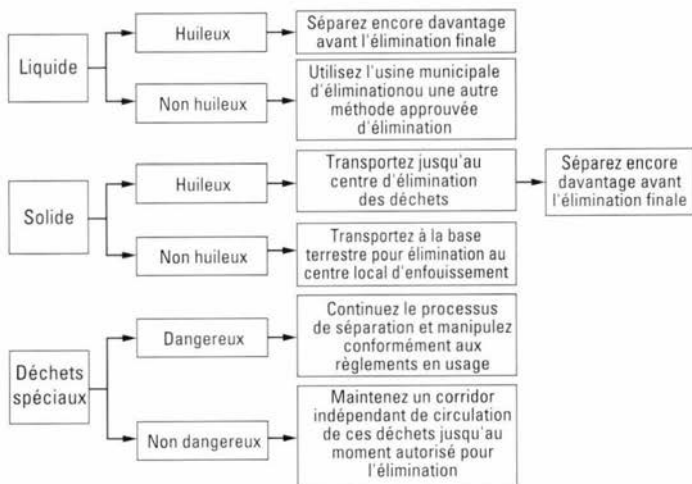 Liquide
Huileux
Séparez encore davantage
avant l'élimination finale
Non huileux
Utilisez l'usine municipale
d'éliminationou une autre
méthode approuvée
d'élimination
Solide
Huileux
Transportez jusqu'au
centre d'élimination
des déchets
Séparez encore
davantage avant
l'élimination finale
Non huileux
Transportez à la base
terrestre pour élimination au
centre local d'enfouissement
Déchets
spéciaux
Dangereux
Continuez le processus
de séparation et manipulez
conformément aux
règlements en usage
Non dangereux
Maintenez un corridor
indépendant de circulation
de ces déchets jusqu'au
moment autorisé pour
l'élimination